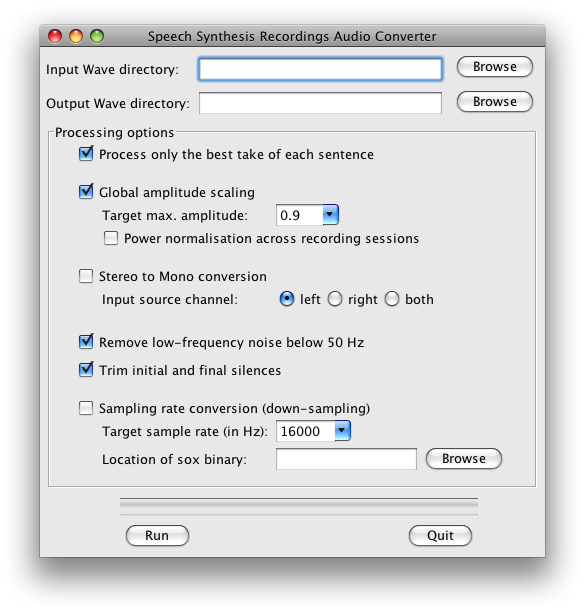 Speech Synthesis Recordings Audio Converter
Input Wave directory: Browse
Output Wave directory: Browse
Processing options
Process only the best take of each sentence
Global amplitude scaling
Target max. amplitude: 0.9
Power normalisation across recording sessions
Stereo to Mono conversion
Input source channel: left right both
Remove low-frequency noise below 50 Hz
Trim initial and final silences
Sampling rate conversion (down-sampling)
Target sample rate (in Hz): 16000
Location of sox binary: Browse
Run Quit